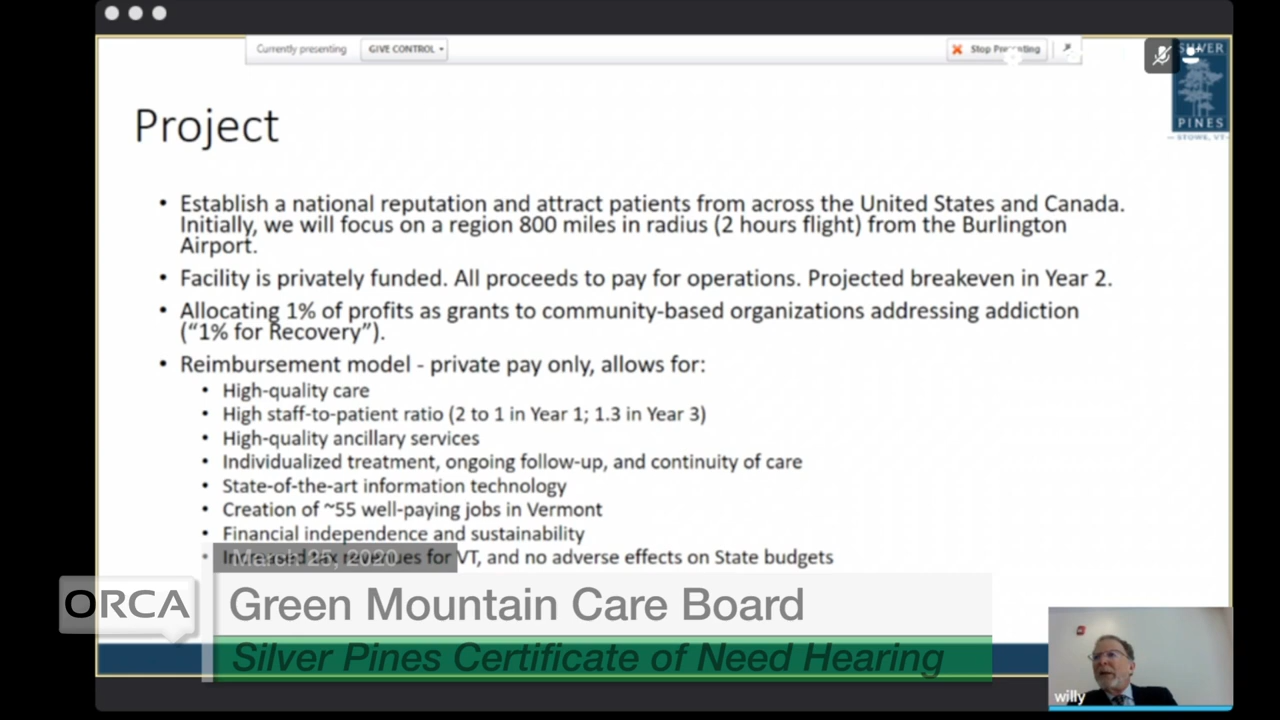 Currently presenting
GIVE CONTROL
Stop Presenting
SILVER
PINES
STOWE, VT
Project
• Establish a national reputation and attract patients from across the United States and Canada.
Initially, we will focus on a region 800 miles in radius (2 hours flight) from the Burlington
Airport.
• Facility is privately funded. All proceeds to pay for operations. Projected breakeven in Year 2.
• Allocating 1% of profits as grants to community-based organizations addressing addiction
(“1% for Recovery”).
• Reimbursement model - private pay only, allows for:
• High-quality care
• High staff-to-patient ratio (2 to 1 in Year 1; 1.3 in Year 3)
• High-quality ancillary services
• Individualized treatment, ongoing follow-up, and continuity of care
• State-of-the-art information technology
• Creation of ~55 well-paying jobs in Vermont
• Financial independence and sustainability
• Increased tax revenues for VT, and no adverse effects on State budgets
March 25, 2020
ORCA
Green Mountain Care Board
Silver Pines Certificate of Need Hearing
willy